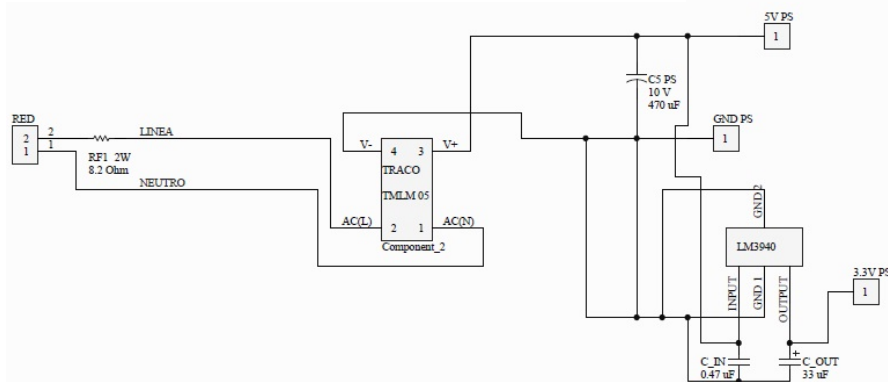 5V PS
1
C5 PS
10 V
470 uF
GND PS
1
RED
2
1
2
1
LINEA
RF1 2W
8.2 Ohm
NEUTRO
V-
4
3
V+
TRACO
TMLM 05
AC(L)
2
1
AC(N)
Component_2
GND 2
LM3940
INPUT
GND 1
OUTPUT
3.3V PS
1
C_IN
0.47 uF
+
C_OUT
33 uF